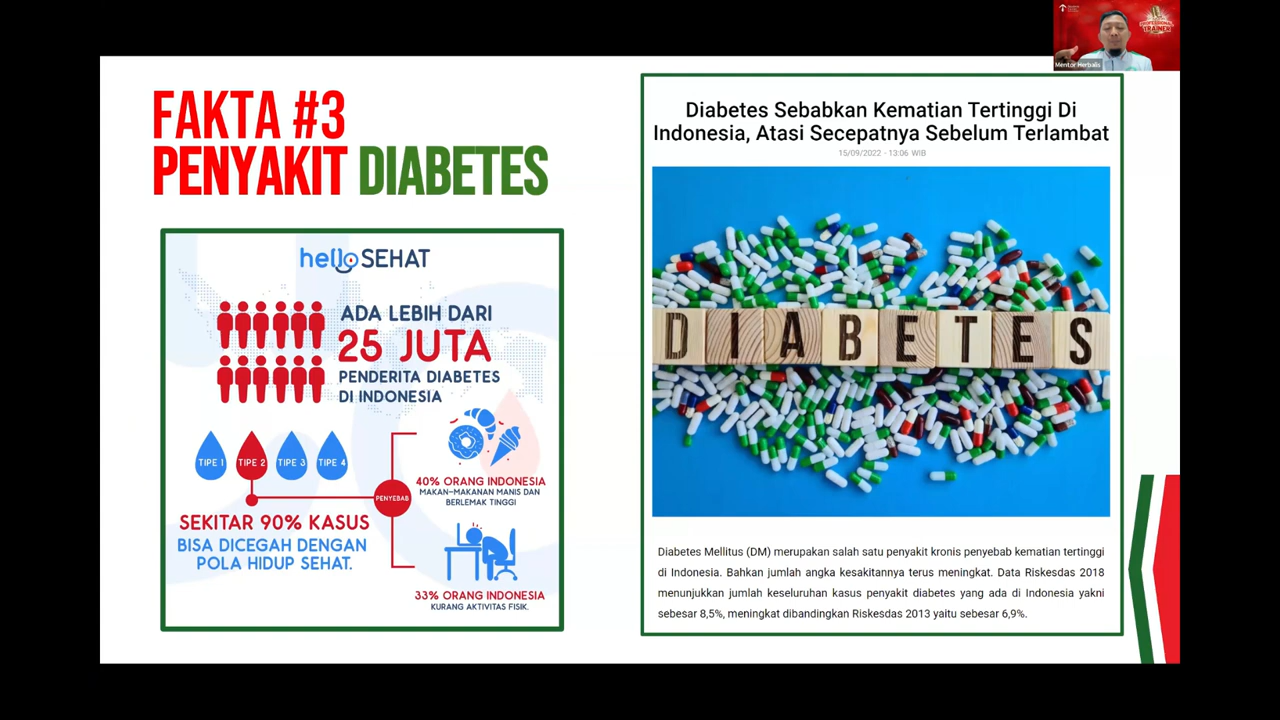 FAKTA #3
PENYAKIT DIABETES
hello SEHAT
ADA LEBIH DARI
25 JUTA
PENDERITA DIABETES
DI INDONESIA
TIPE 1
TIPE 2
TIPE 3
TIPE 4
PENYEBAB
SEKITAR 90% KASUS
BISA DICEGAH DENGAN
POLA HIDUP SEHAT.
40% ORANG INDONESIA
MAKAN-MAKANAN MANIS DAN
BERLEMAK TINGGI
33% ORANG INDONESIA
KURANG AKTIVITAS FISIK.
Diabetes Sebabkan Kematian Tertinggi Di
Indonesia, Atasi Secepatnya Sebelum Terlambat
15/09/2022 - 13:06 WIB
DIABETES
Diabetes Mellitus (DM) merupakan salah satu penyakit kronis penyebab kematian tertinggi
di Indonesia. Bahkan jumlah angka kesakitannya terus meningkat. Data Riskesdas 2018
menunjukkan jumlah keseluruhan kasus penyakit diabetes yang ada di Indonesia yakni
sebesar 8,5%, meningkat dibandingkan Riskesdas 2013 yaitu sebesar 6,9%.
PROFESSIONAL
TRAINER
Mentor Herbalis